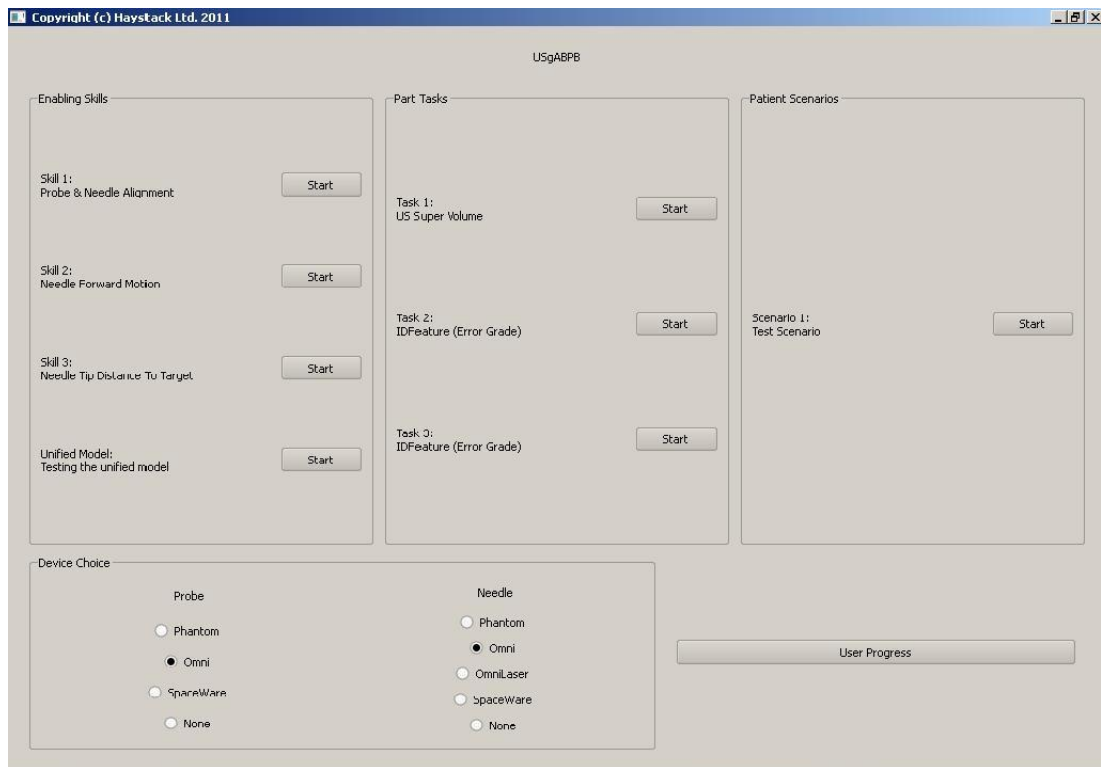 Copyright (c) Haystack Ltd. 2011
USgABPB
Enabling Skills
Skill 1:
Probe & Needle Alignment
Start
Skill 2:
Needle Forward Motion
Start
Skill 3:
Needle Tip Distance To Target
Start
Unified Model:
Testing the unified model
Start
Part Tasks
Task 1:
US Super Volume
Start
Task 2:
IDFeature (Error Grade)
Start
Task 3:
IDFeature (Error Grade)
Start
Patient Scenarios
Scenario 1:
Test Scenario
Start
Device Choice
Probe
Phantom
Omni
SpaceWare
None
Needle
Phantom
Omni
OmniLaser
SpaceWare
None
User Progress